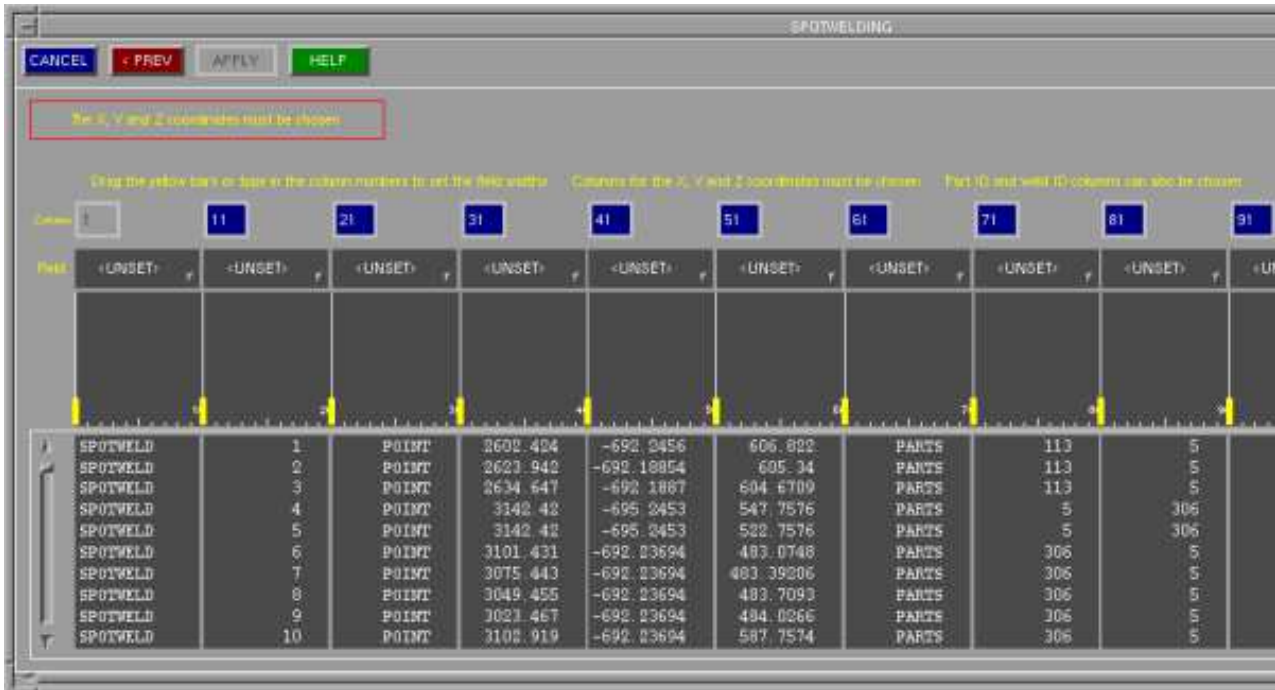 SPOTWELDING
CANCEL < PREV APPLY HELP
The X, Y and Z coordinates must be chosen
Drag the yellow bars or type in the column numbers to set the field widths Columns for the X, Y and Z coordinates must be chosen Part ID and weld ID columns can also be chosen
Column 1 11 21 31 41 51 61 71 81 91
Field <UNSET> <UNSET> <UNSET> <UNSET> <UNSET> <UNSET> <UNSET> <UNSET> <UNSET>
SPOTWELD 1 POINT 2602.424 -692.2456 606.822 PARTS 113 5
SPOTWELD 2 POINT 2623.942 -692.18854 605.34 PARTS 113 5
SPOTWELD 3 POINT 2634.647 -692.1887 604.6709 PARTS 113 5
SPOTWELD 4 POINT 3142.42 -695.2453 547.7576 PARTS 5 306
SPOTWELD 5 POINT 3142.42 -695.2453 522.7576 PARTS 5 306
SPOTWELD 6 POINT 3101.431 -692.23694 483.0748 PARTS 306 5
SPOTWELD 7 POINT 3075.443 -692.23694 483.39206 PARTS 306 5
SPOTWELD 8 POINT 3049.455 -692.23694 483.7093 PARTS 306 5
SPOTWELD 9 POINT 3023.467 -692.23694 484.0266 PARTS 306 5
SPOTWELD 10 POINT 3102.919 -692.23694 587.7574 PARTS 306 5